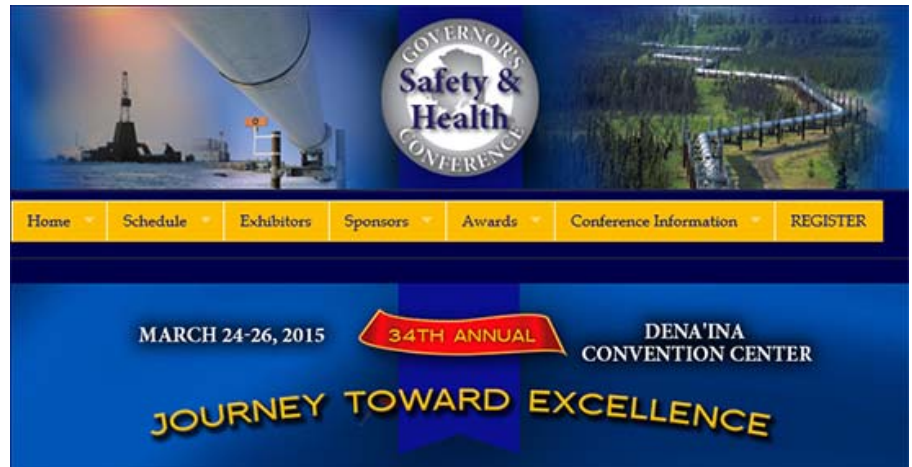 GOVERNOR'S
Safety &
Health
CONFERENCE
Home
Schedule
Exhibitors
Sponsors
Awards
Conference Information
REGISTER
MARCH 24-26, 2015
34TH ANNUAL
DENA'INA
CONVENTION CENTER
JOURNEY TOWARD EXCELLENCE